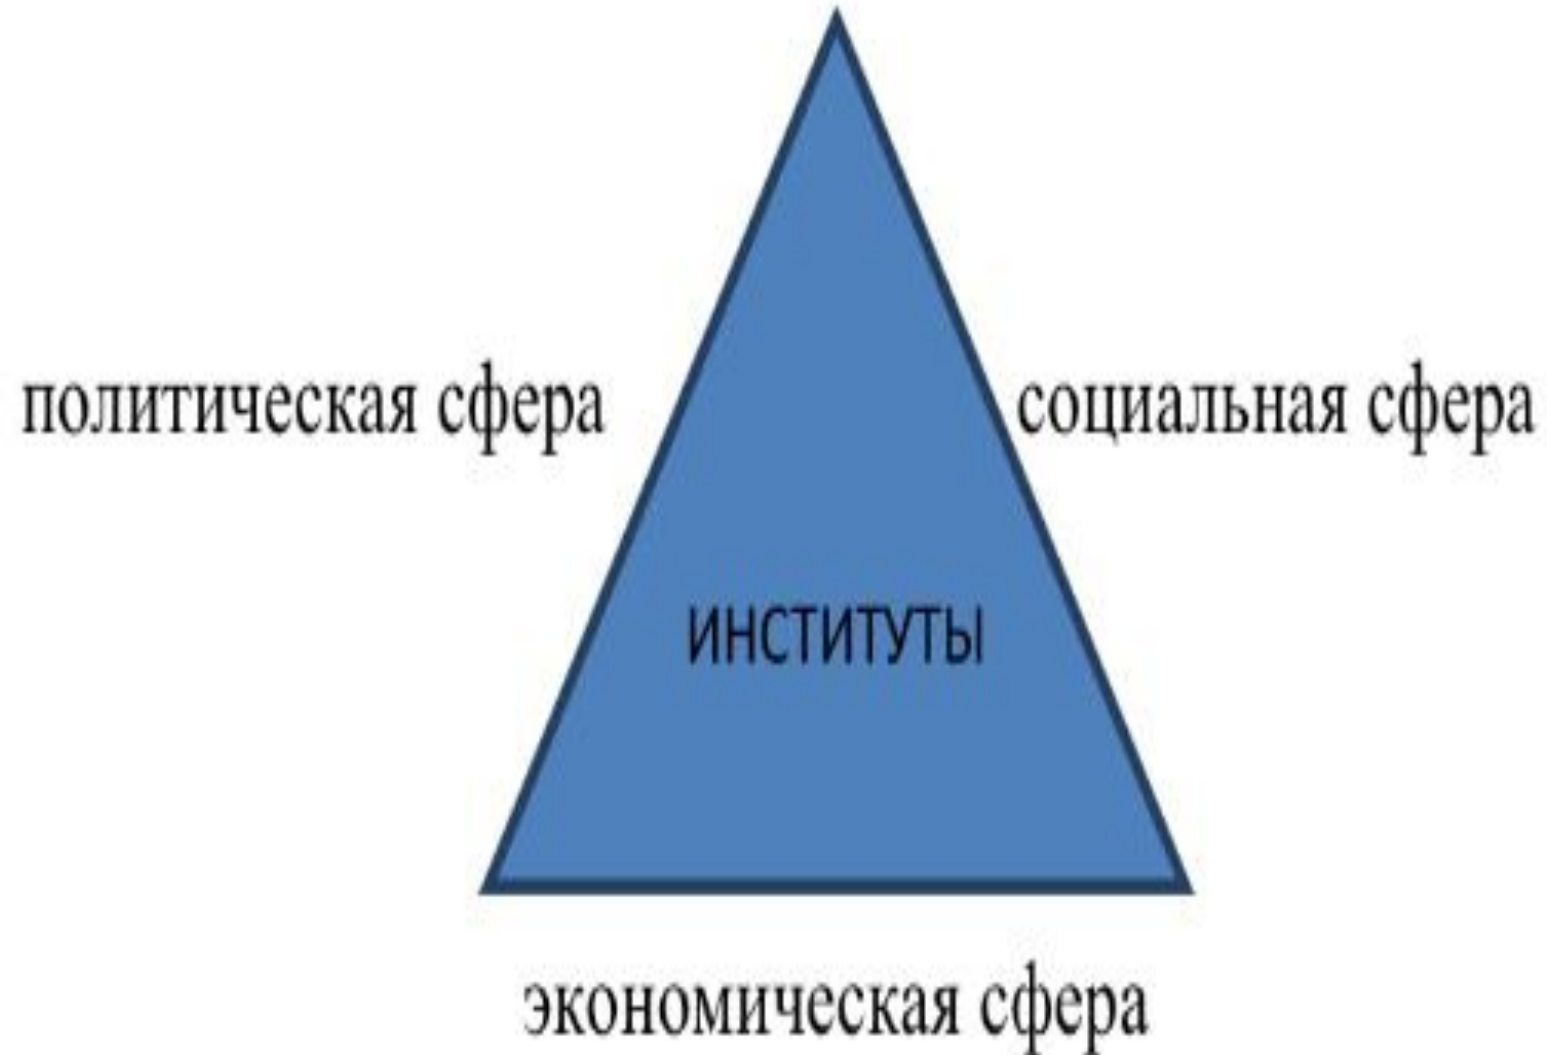 политическая сфера
социальная сфера
ИНСТИТУТЫ
экономическая сфера